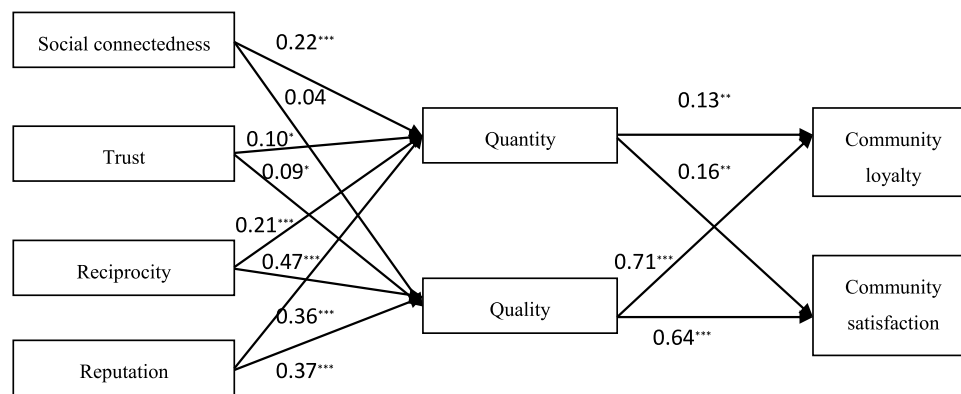 Social connectedness
0.22***
0.04
Trust
0.10*
0.09*
Reciprocity
0.21***
0.47***
Reputation
0.36***
0.37***
Quantity
Quality
0.13**
0.16**
0.71***
0.64***
Community
loyalty
Community
satisfaction